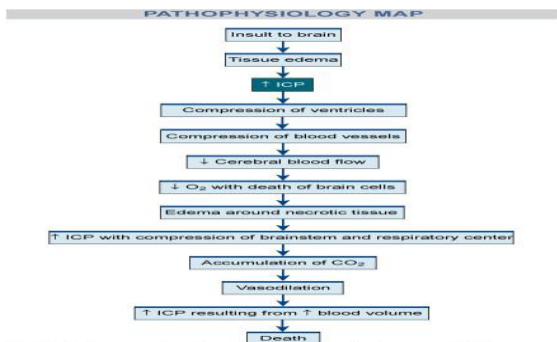 PATHOPHYSIOLOGY MAP
Insult to brain
Tissue edema
↑ ICP
Compression of ventricles
Compression of blood vessels
↓ Cerebral blood flow
↓ O₂ with death of brain cells
Edema around necrotic tissue
↑ ICP with compression of brainstem and respiratory center
Accumulation of CO₂
Vasodilation
↑ ICP resulting from ↑ blood volume
Death